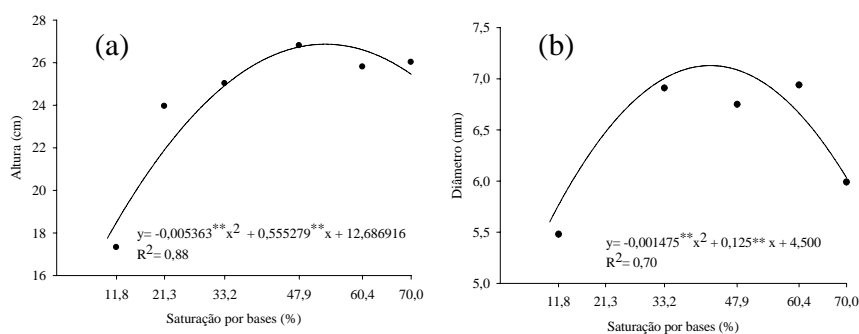 (a)
Altura (cm)
28
26
24
22
20
18
16
y= -0,005363**x2 + 0,555279**x + 12,686916
R2= 0,88
11,8 21,3 33,2 47,9 60,4 70,0
Saturação por bases (%)
(b)
Diâmetro (mm)
7,0
6,5
6,0
5,5
5,0
y= -0,001475**x2 + 0,125** x + 4,500
R2= 0,70
11,8 21,3 33,2 47,9 60,4 70,0
Saturação por bases (%)